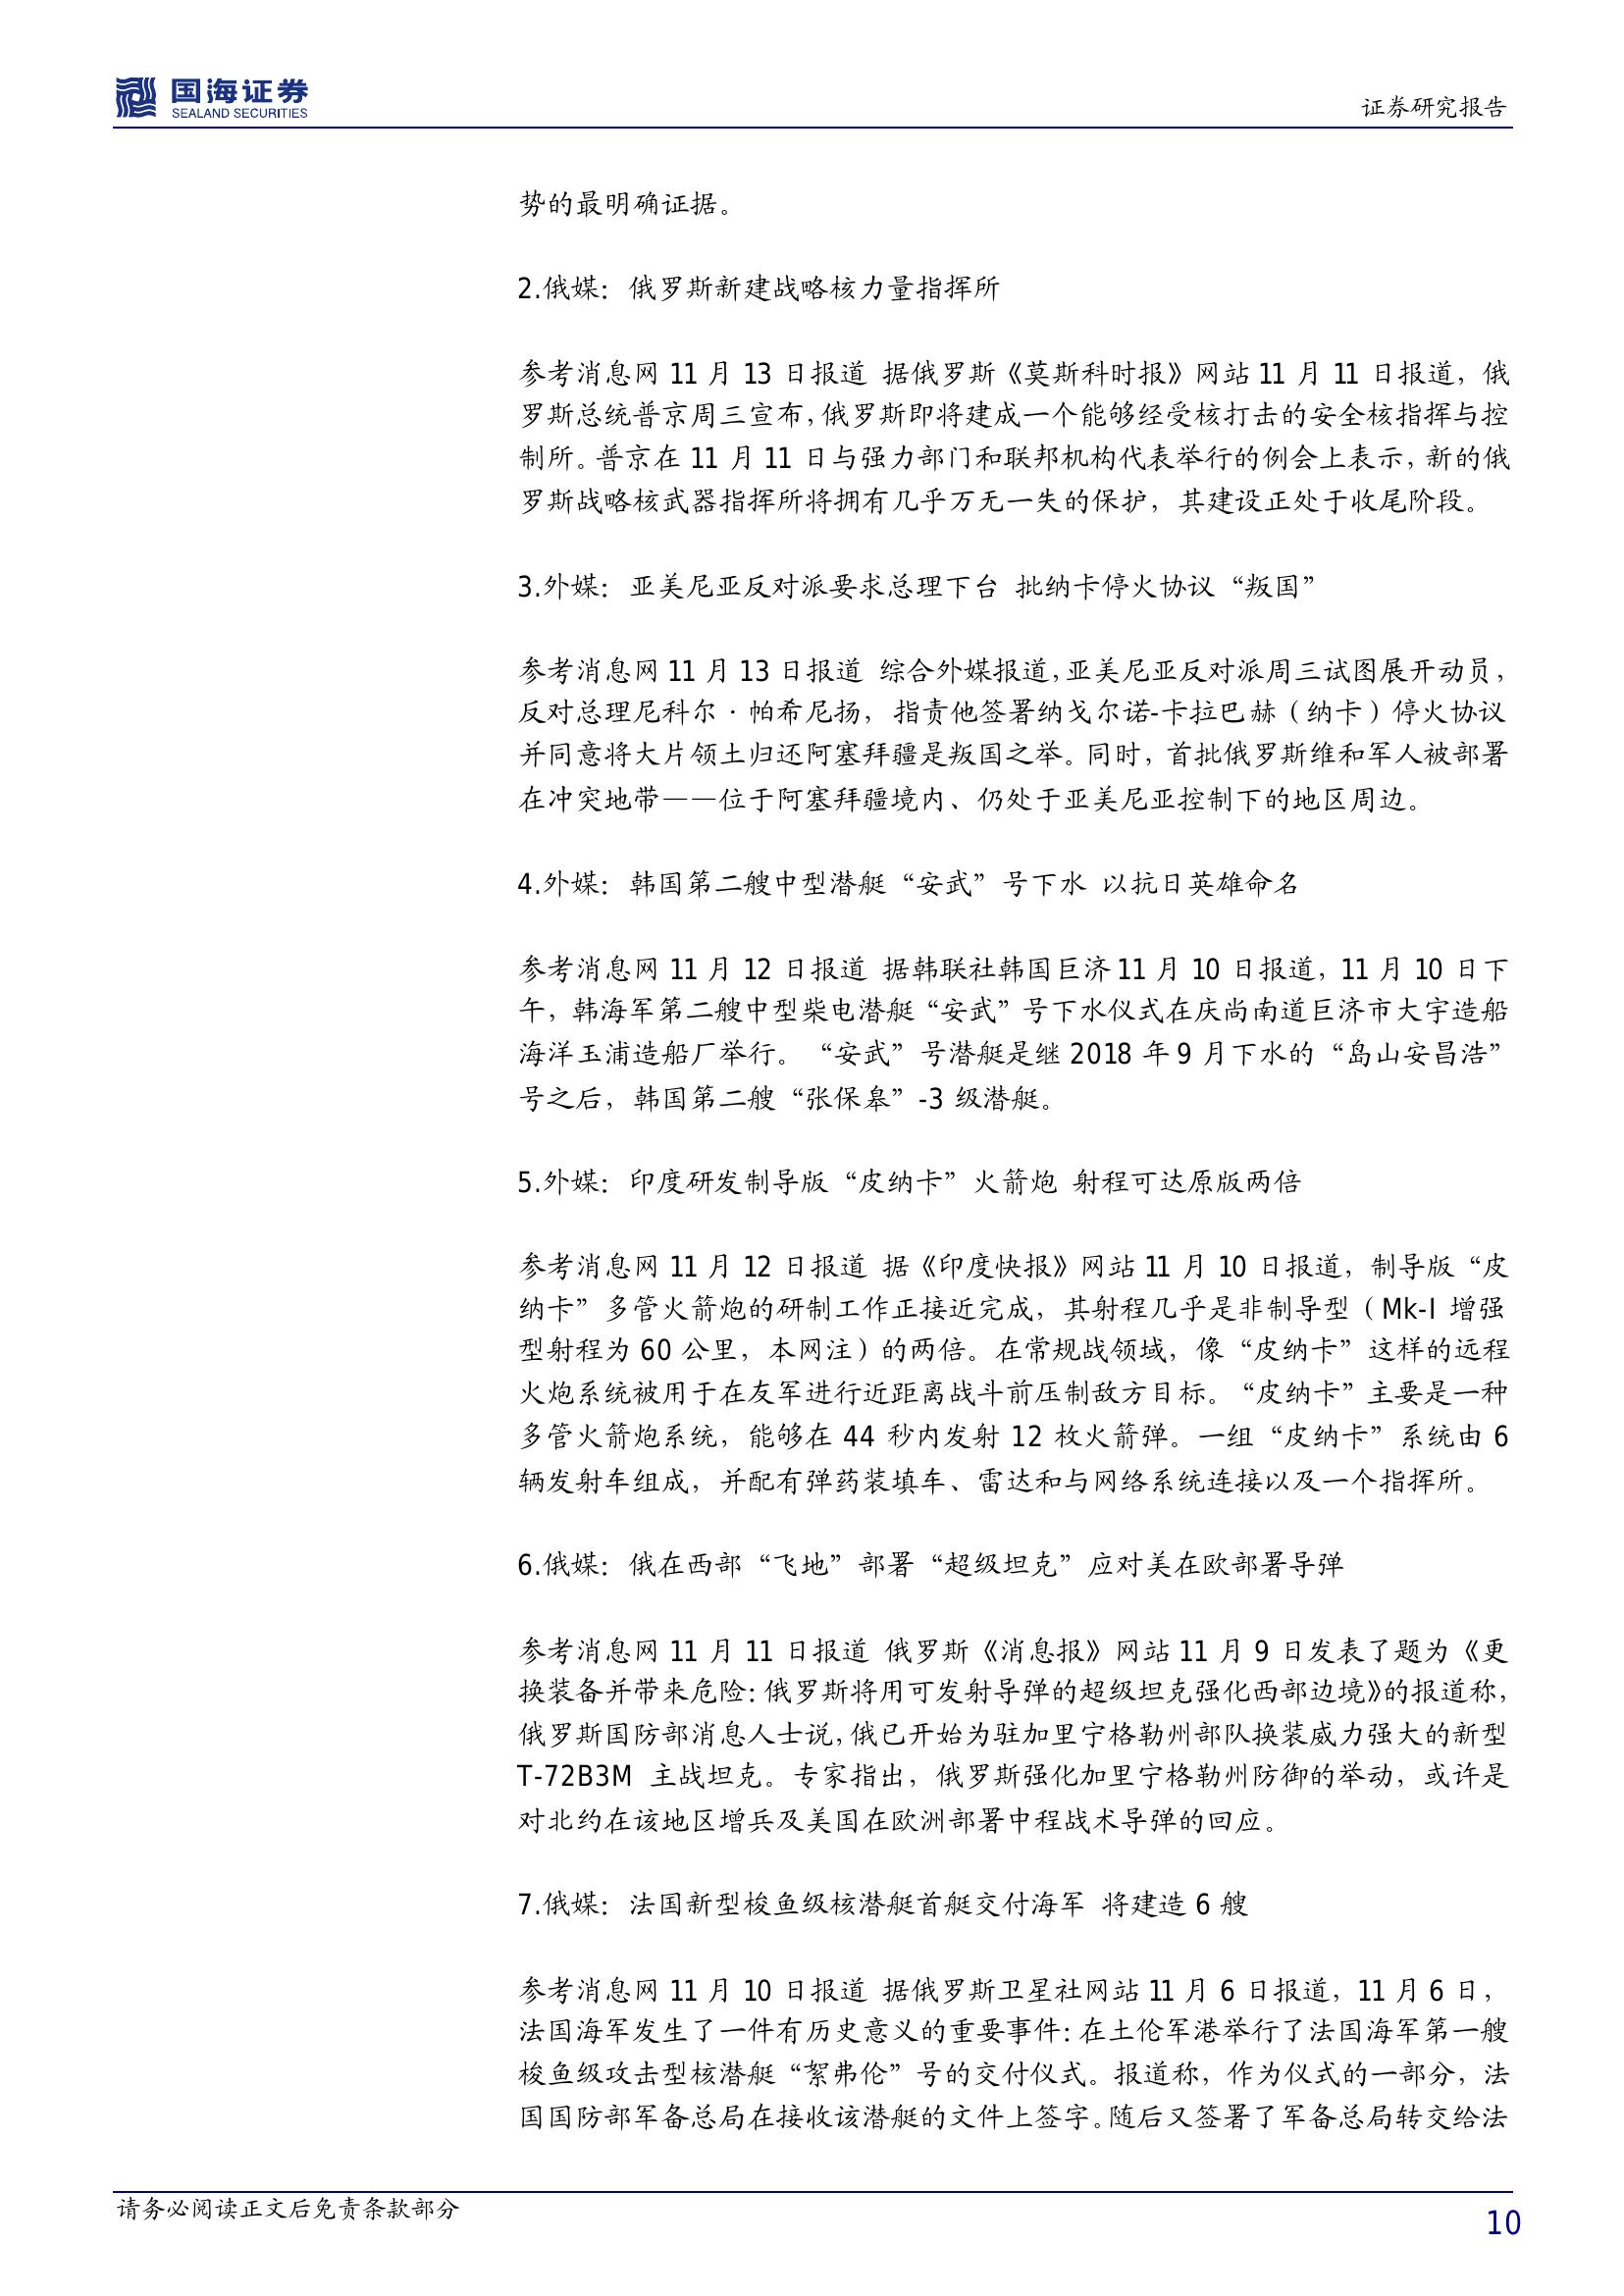 国海证券
SEALAND SECURITIES
证券研究报告
势的最明确证据。
2.俄媒：俄罗斯新建战略核力量指挥所
参考消息网 11 月 13 日报道 据俄罗斯《莫斯科时报》网站 11 月 11 日报道，俄
罗斯总统普京周三宣布，俄罗斯即将建成一个能够经受核打击的安全核指挥与控
制所。普京在 11 月 11 日与强力部门和联邦机构代表举行的例会上表示，新的俄
罗斯战略核武器指挥所将拥有几乎万无一失的保护，其建设正处于收尾阶段。
3.外媒：亚美尼亚反对派要求总理下台 批纳卡停火协议“叛国”
参考消息网 11 月 13 日报道 综合外媒报道，亚美尼亚反对派周三试图展开动员，
反对总理尼科尔·帕希尼扬，指责他签署纳戈尔诺-卡拉巴赫（纳卡）停火协议
并同意将大片领土归还阿塞拜疆是叛国之举。同时，首批俄罗斯维和军人被部署
在冲突地带——位于阿塞拜疆境内、仍处于亚美尼亚控制下的地区周边。
4.外媒：韩国第二艘中型潜艇“安武”号下水 以抗日英雄命名
参考消息网 11 月 12 日报道 据韩联社韩国巨济 11 月 10 日报道，11 月 10 日下
午，韩海军第二艘中型柴电潜艇“安武”号下水仪式在庆尚南道巨济市大宇造船
海洋玉浦造船厂举行。“安武”号潜艇是继 2018 年 9 月下水的“岛山安昌浩”
号之后，韩国第二艘“张保皋”-3 级潜艇。
5.外媒：印度研发制导版“皮纳卡”火箭炮 射程可达原版两倍
参考消息网 11 月 12 日报道 据《印度快报》网站 11 月 10 日报道，制导版“皮
纳卡”多管火箭炮的研制工作正接近完成，其射程几乎是非制导型（Mk-I 增强
型射程为 60 公里，本网注）的两倍。在常规战领域，像“皮纳卡”这样的远程
火炮系统被用于在友军进行近距离战斗前压制敌方目标。“皮纳卡”主要是一种
多管火箭炮系统，能够在 44 秒内发射 12 枚火箭弹。一组“皮纳卡”系统由 6
辆发射车组成，并配有弹药装填车、雷达和与网络系统连接以及一个指挥所。
6.俄媒：俄在西部“飞地”部署“超级坦克”应对美在欧部署导弹
参考消息网 11 月 11 日报道 俄罗斯《消息报》网站 11 月 9 日发表了题为《更
换装备并带来危险：俄罗斯将用可发射导弹的超级坦克强化西部边境》的报道称，
俄罗斯国防部消息人士说，俄已开始为驻加里宁格勒州部队换装威力强大的新型
T-72B3M 主战坦克。专家指出，俄罗斯强化加里宁格勒州防御的举动，或许是
对北约在该地区增兵及美国在欧洲部署中程战术导弹的回应。
7.俄媒：法国新型梭鱼级核潜艇首艇交付海军 将建造 6 艘
参考消息网 11 月 10 日报道 据俄罗斯卫星社网站 11 月 6 日报道，11 月 6 日，
法国海军发生了一件有历史意义的重要事件：在土伦军港举行了法国海军第一艘
梭鱼级攻击型核潜艇“絮弗伦”号的交付仪式。报道称，作为仪式的一部分，法
国国防部军备总局在接收该潜艇的文件上签字。随后又签署了军备总局转交给法
请务必阅读正文后免责条款部分
10